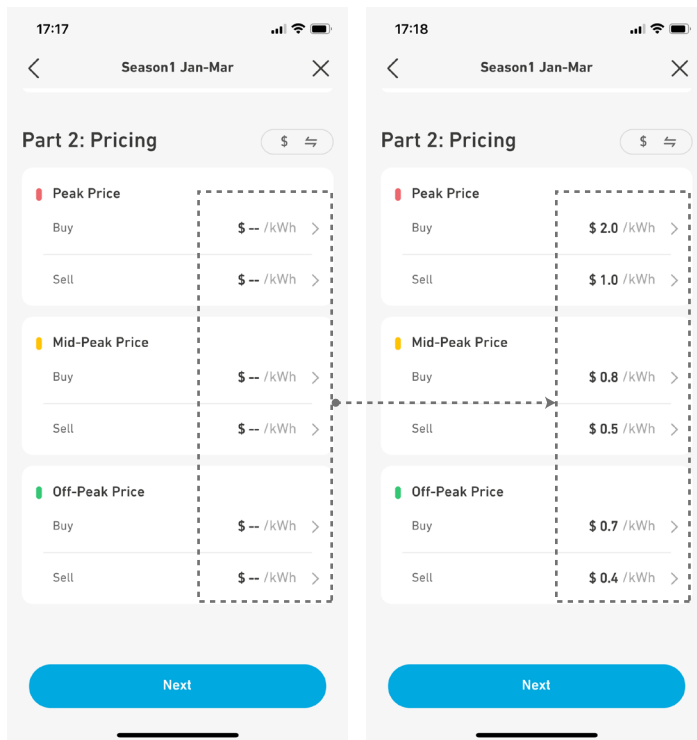 17:17
Season1 Jan-Mar
Part 2: Pricing
$
Peak Price
Buy $ -- /kWh
Sell $ -- /kWh
Mid-Peak Price
Buy $ -- /kWh
Sell $ -- /kWh
Off-Peak Price
Buy $ -- /kWh
Sell $ -- /kWh
Next
17:18
Season1 Jan-Mar
Part 2: Pricing
$
Peak Price
Buy $ 2.0 /kWh
Sell $ 1.0 /kWh
Mid-Peak Price
Buy $ 0.8 /kWh
Sell $ 0.5 /kWh
Off-Peak Price
Buy $ 0.7 /kWh
Sell $ 0.4 /kWh
Next